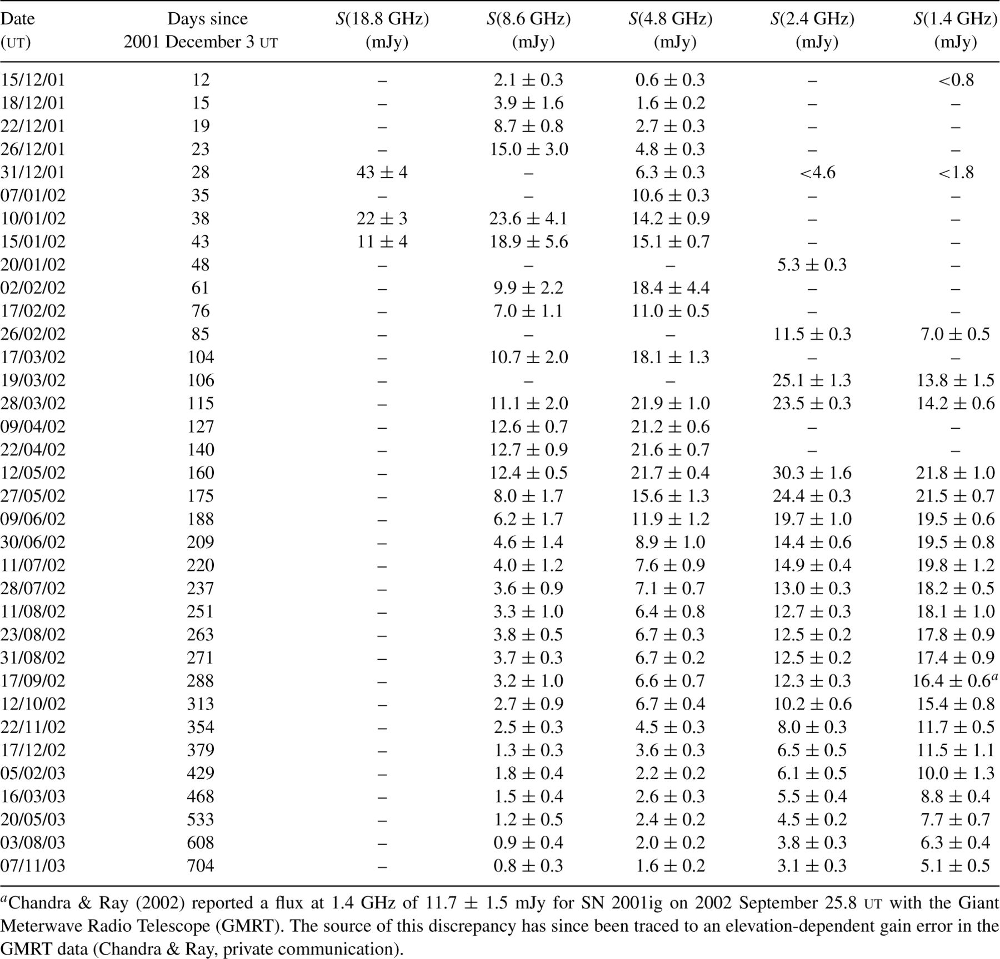 Date Days since S(18.8 GHz) S(8.6 GHz) S(4.8 GHz) S(2.4 GHz) S(1.4 GHz)
(UT) 2001 December 3 UT (mJy) (mJy) (mJy) (mJy) (mJy)
15/12/01 12 – 2.1 ± 0.3 0.6 ± 0.3 – <0.8
18/12/01 15 – 3.9 ± 1.6 1.6 ± 0.2 – –
22/12/01 19 – 8.7 ± 0.8 2.7 ± 0.3 – –
26/12/01 23 – 15.0 ± 3.0 4.8 ± 0.3 – –
31/12/01 28 43 ± 4 – 6.3 ± 0.3 <4.6 <1.8
07/01/02 35 – – 10.6 ± 0.3 – –
10/01/02 38 22 ± 3 23.6 ± 4.1 14.2 ± 0.9 – –
15/01/02 43 11 ± 4 18.9 ± 5.6 15.1 ± 0.7 – –
20/01/02 48 – – – 5.3 ± 0.3 –
02/02/02 61 – 9.9 ± 2.2 18.4 ± 4.4 – –
17/02/02 76 – 7.0 ± 1.1 11.0 ± 0.5 – –
26/02/02 85 – – – 11.5 ± 0.3 7.0 ± 0.5
17/03/02 104 – 10.7 ± 2.0 18.1 ± 1.3 – –
19/03/02 106 – – – 25.1 ± 1.3 13.8 ± 1.5
28/03/02 115 – 11.1 ± 2.0 21.9 ± 1.0 23.5 ± 0.3 14.2 ± 0.6
09/04/02 127 – 12.6 ± 0.7 21.2 ± 0.6 – –
22/04/02 140 – 12.7 ± 0.9 21.6 ± 0.7 – –
12/05/02 160 – 12.4 ± 0.5 21.7 ± 0.4 30.3 ± 1.6 21.8 ± 1.0
27/05/02 175 – 8.0 ± 1.7 15.6 ± 1.3 24.4 ± 0.3 21.5 ± 0.7
09/06/02 188 – 6.2 ± 1.7 11.9 ± 1.2 19.7 ± 1.0 19.5 ± 0.6
30/06/02 209 – 4.6 ± 1.4 8.9 ± 1.0 14.4 ± 0.6 19.5 ± 0.8
11/07/02 220 – 4.0 ± 1.2 7.6 ± 0.9 14.9 ± 0.4 19.8 ± 1.2
28/07/02 237 – 3.6 ± 0.9 7.1 ± 0.7 13.0 ± 0.3 18.2 ± 0.5
11/08/02 251 – 3.3 ± 1.0 6.4 ± 0.8 12.7 ± 0.3 18.1 ± 1.0
23/08/02 263 – 3.8 ± 0.5 6.7 ± 0.3 12.5 ± 0.2 17.8 ± 0.9
31/08/02 271 – 3.7 ± 0.3 6.7 ± 0.2 12.5 ± 0.2 17.4 ± 0.9
17/09/02 288 – 3.2 ± 1.0 6.6 ± 0.7 12.3 ± 0.3 16.4 ± 0.6a
12/10/02 313 – 2.7 ± 0.9 6.7 ± 0.4 10.2 ± 0.6 15.4 ± 0.8
22/11/02 354 – 2.5 ± 0.3 4.5 ± 0.3 8.0 ± 0.3 11.7 ± 0.5
17/12/02 379 – 1.3 ± 0.3 3.6 ± 0.3 6.5 ± 0.5 11.5 ± 1.1
05/02/03 429 – 1.8 ± 0.4 2.2 ± 0.2 6.1 ± 0.5 10.0 ± 1.3
16/03/03 468 – 1.5 ± 0.4 2.6 ± 0.3 5.5 ± 0.4 8.8 ± 0.4
20/05/03 533 – 1.2 ± 0.5 2.4 ± 0.2 4.5 ± 0.2 7.7 ± 0.7
03/08/03 608 – 0.9 ± 0.4 2.0 ± 0.2 3.8 ± 0.3 6.3 ± 0.4
07/11/03 704 – 0.8 ± 0.3 1.6 ± 0.2 3.1 ± 0.3 5.1 ± 0.5
aChandra & Ray (2002) reported a flux at 1.4 GHz of 11.7 ± 1.5 mJy for SN 2001ig on 2002 September 25.8 UT with the Giant
Meterwave Radio Telescope (GMRT). The source of this discrepancy has since been traced to an elevation-dependent gain error in the
GMRT data (Chandra & Ray, private communication).